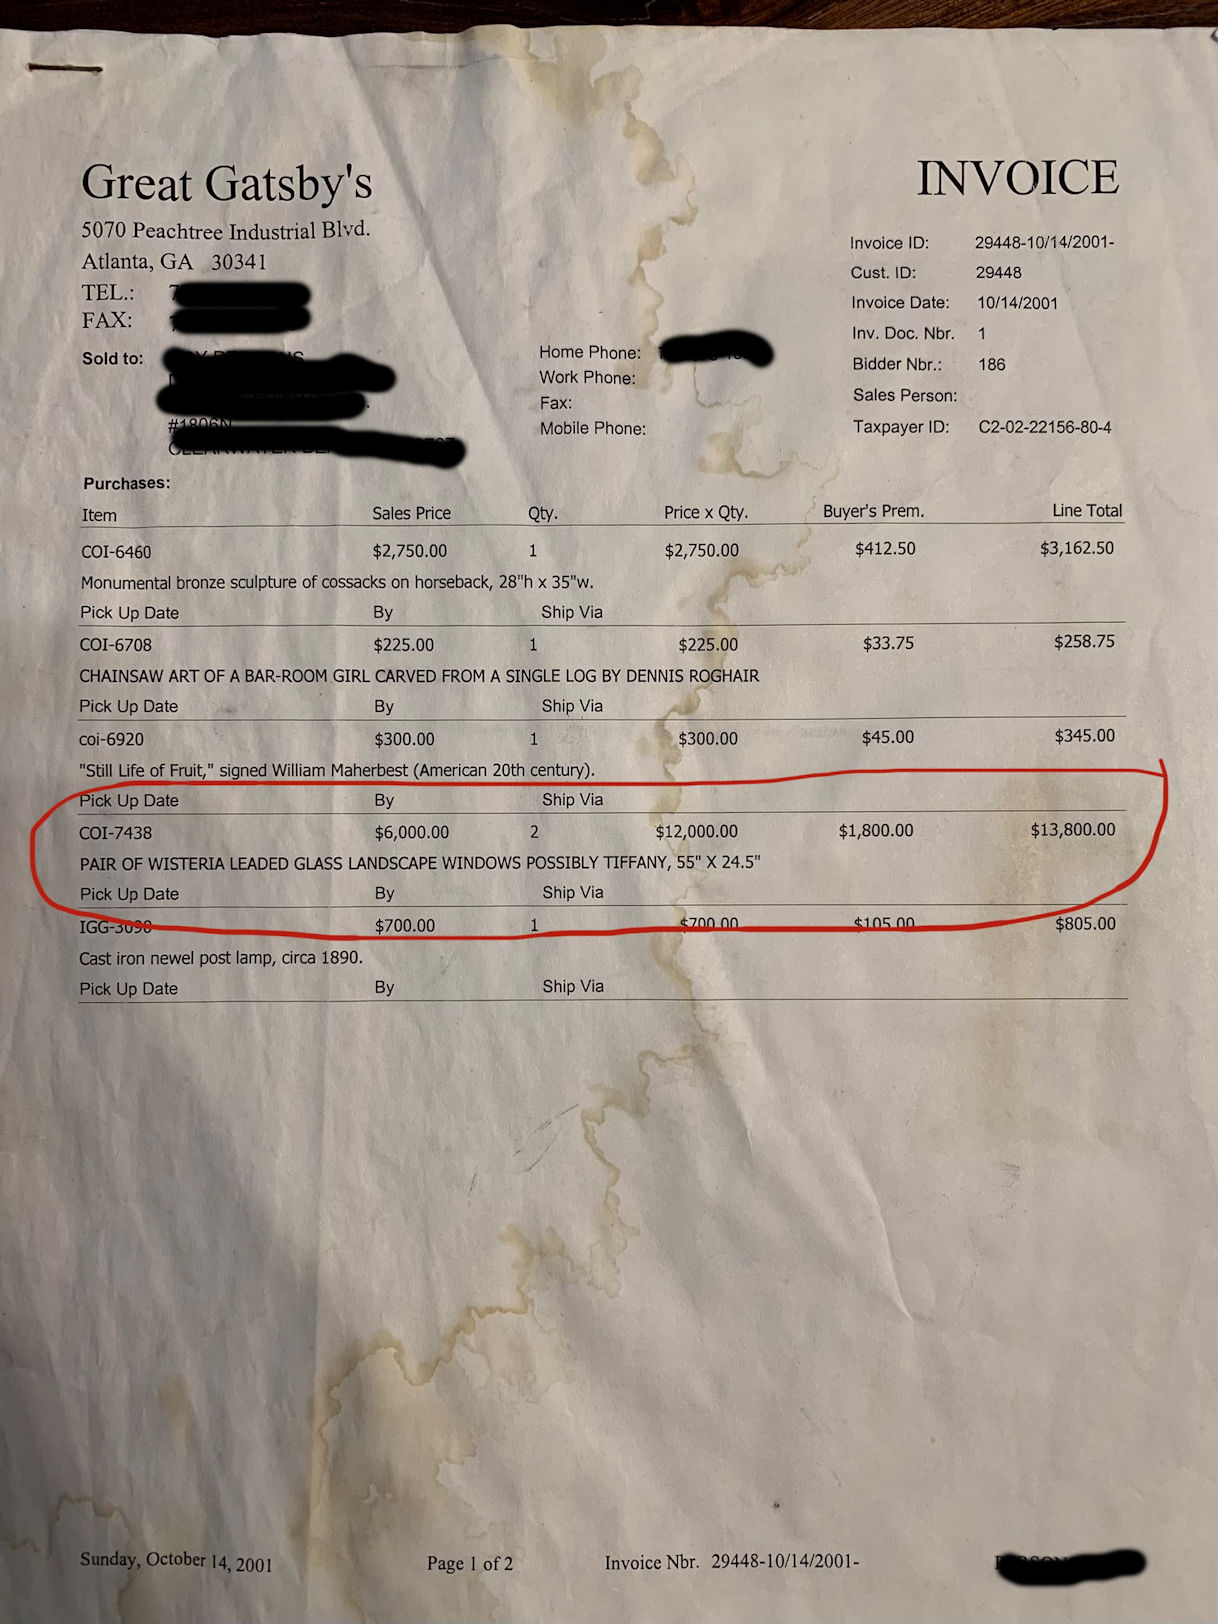 Great Gatsby's
INVOICE
5070 Peachtree Industrial Blvd.
Atlanta, GA 30341
TEL.:
FAX:
Invoice ID: 29448-10/14/2001-
Cust. ID: 29448
Invoice Date: 10/14/2001
Inv. Doc. Nbr. 1
Bidder Nbr.: 186
Sales Person:
Taxpayer ID: C2-02-22156-80-4
Sold to:
#1806N
Home Phone:
Work Phone:
Fax:
Mobile Phone:
Purchases:
Item Sales Price Qty. Price x Qty. Buyer's Prem. Line Total
COI-6460 $2,750.00 1 $2,750.00 $412.50 $3,162.50
Monumental bronze sculpture of cossacks on horseback, 28"h x 35"w.
Pick Up Date By Ship Via
COI-6708 $225.00 1 $225.00 $33.75 $258.75
CHAINSAW ART OF A BAR-ROOM GIRL CARVED FROM A SINGLE LOG BY DENNIS ROGHAIR
Pick Up Date By Ship Via
coi-6920 $300.00 1 $300.00 $45.00 $345.00
"Still Life of Fruit," signed William Maherbest (American 20th century).
Pick Up Date By Ship Via
COI-7438 $6,000.00 2 $12,000.00 $1,800.00 $13,800.00
PAIR OF WISTERIA LEADED GLASS LANDSCAPE WINDOWS POSSIBLY TIFFANY, 55" X 24.5"
Pick Up Date By Ship Via
IGG-3090 $700.00 1 $700.00 $105.00 $805.00
Cast iron newel post lamp, circa 1890.
Pick Up Date By Ship Via
Sunday, October 14, 2001 Page 1 of 2 Invoice Nbr. 29448-10/14/2001-